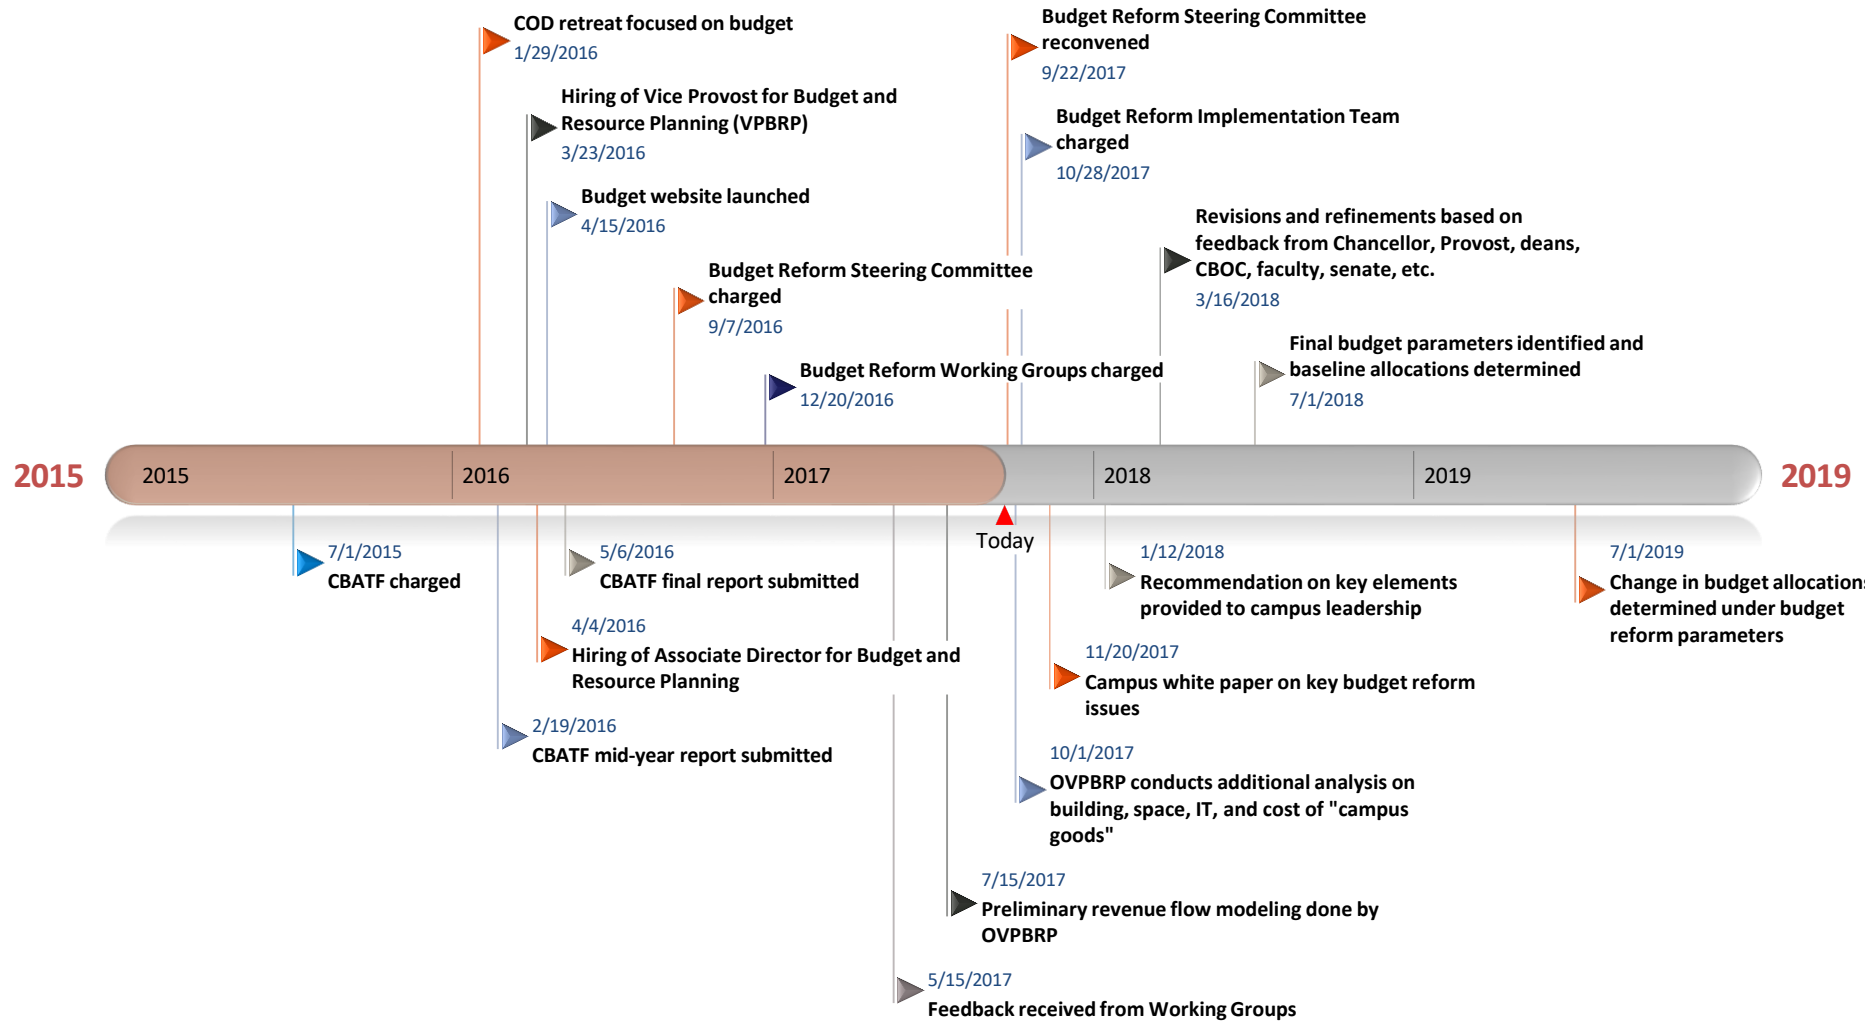 COD retreat focused on budget
1/29/2016
Hiring of Vice Provost for Budget and
Resource Planning (VPBRP)
3/23/2016
Budget website launched
4/15/2016
Budget Reform Steering Committee
charged
9/7/2016
Budget Reform Working Groups charged
12/20/2016
Budget Reform Steering Committee
reconvened
9/22/2017
Budget Reform Implementation Team
charged
10/28/2017
Revisions and refinements based on
feedback from Chancellor, Provost, deans,
CBOC, faculty, senate, etc.
3/16/2018
Final budget parameters identified and
baseline allocations determined
7/1/2018
2015
2015
2016
2017
2018
2019
2019
Today
7/1/2015
CBATF charged
5/6/2016
CBATF final report submitted
4/4/2016
Hiring of Associate Director for Budget and
Resource Planning
2/19/2016
CBATF mid-year report submitted
1/12/2018
Recommendation on key elements
provided to campus leadership
11/20/2017
Campus white paper on key budget reform
issues
10/1/2017
OVPBRP conducts additional analysis on
building, space, IT, and cost of "campus
goods"
7/15/2017
Preliminary revenue flow modeling done by
OVPBRP
5/15/2017
Feedback received from Working Groups
7/1/2019
Change in budget allocations
determined under budget
reform parameters